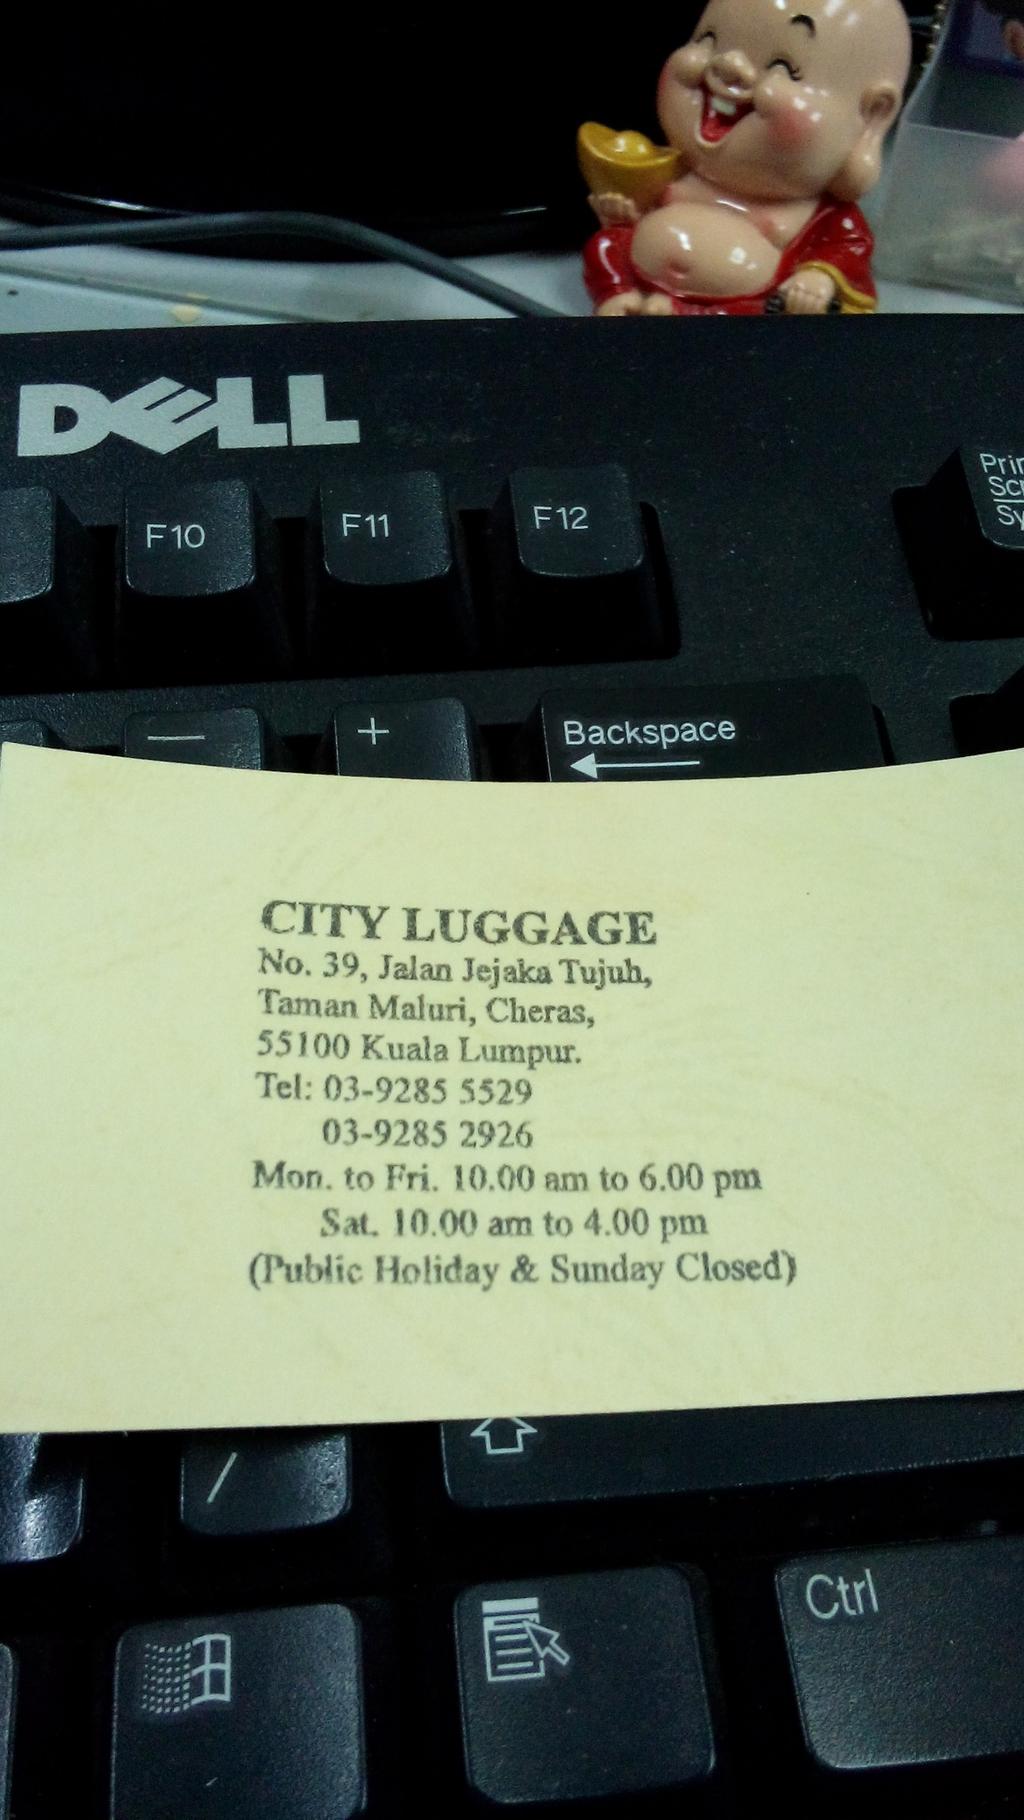 DELL
F10 F11 F12
Backspace
CITY LUGGAGE
No. 39, Jalan Jejaka Tujuh,
Taman Maluri, Cheras,
55100 Kuala Lumpur.
Tel: 03-9285 5529
03-9285 2926
Mon. to Fri. 10.00 am to 6.00 pm
Sat. 10.00 am to 4.00 pm
(Public Holiday & Sunday Closed)
/
Ctrl